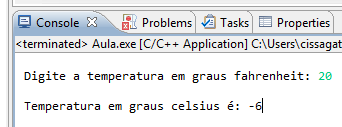 Console Problems Tasks Properties
<terminated> Aula.exe [C/C++ Application] C:\Users\cissagat
Digite a temperatura em graus fahrenheit: 20
Temperatura em graus celsius é: -6